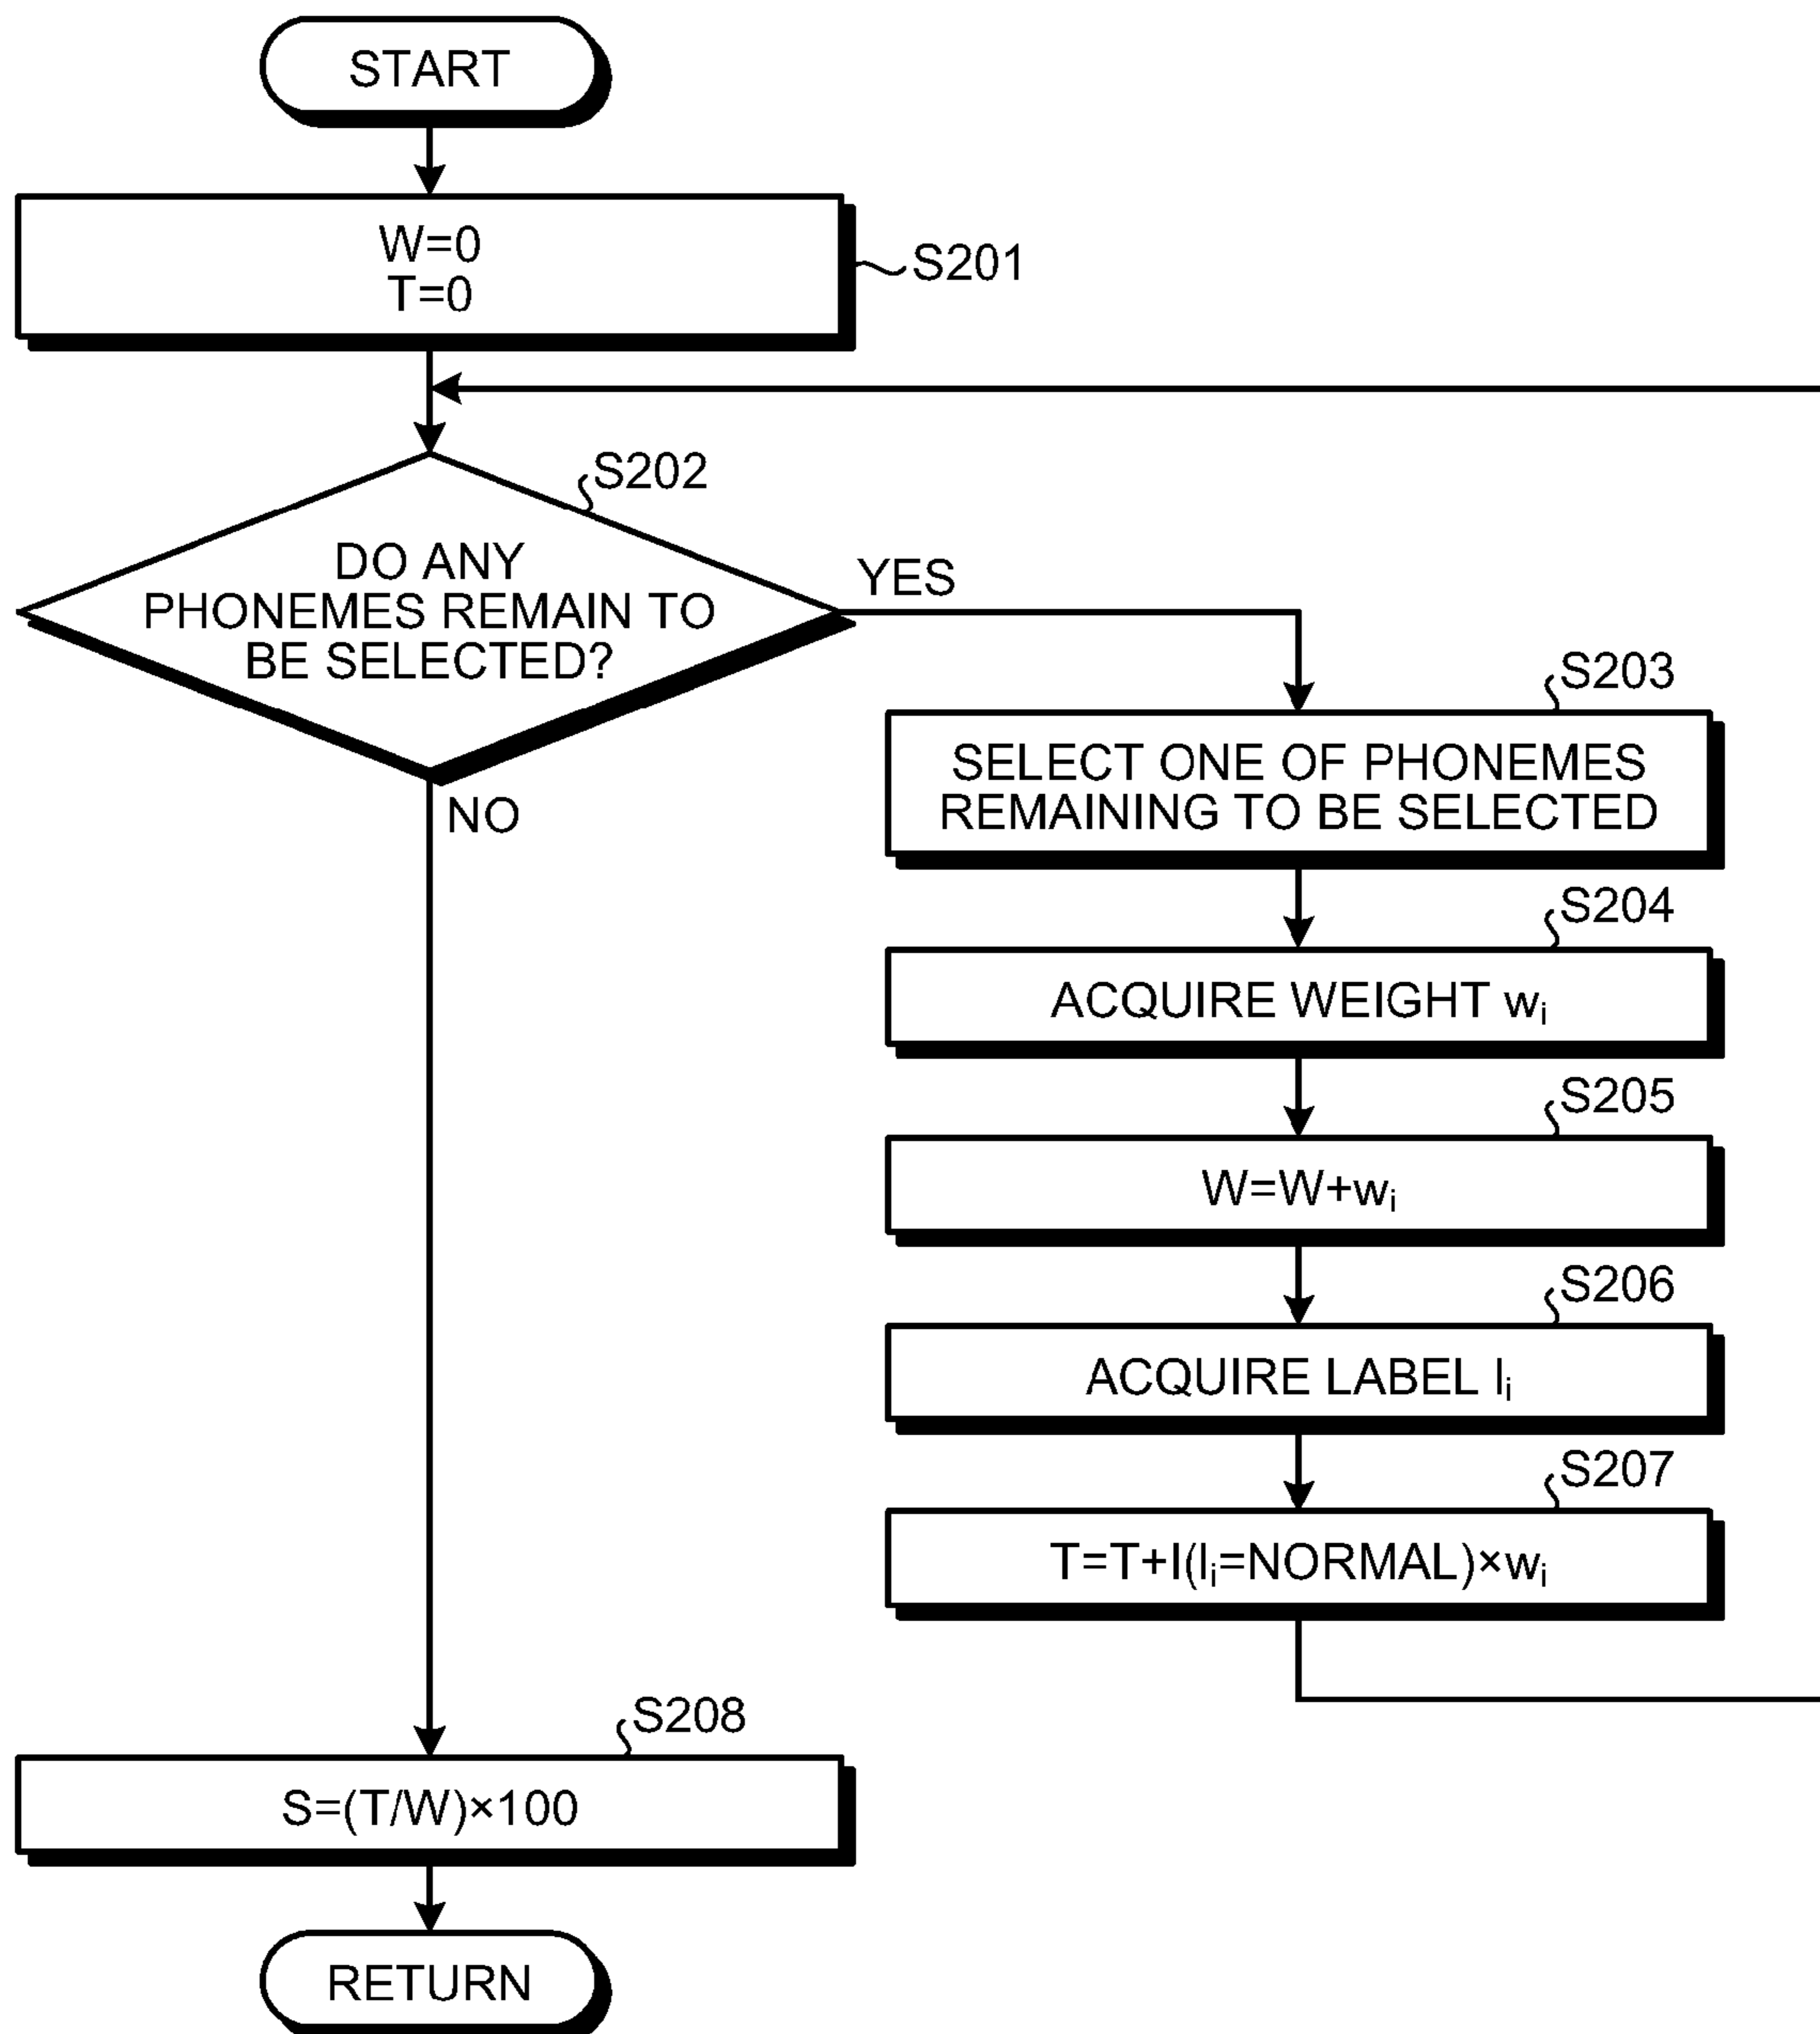 START
W=0
T=0
S201
S202
DO ANY
PHONEMES REMAIN TO
BE SELECTED?
YES
NO
S203
SELECT ONE OF PHONEMES
REMAINING TO BE SELECTED
S204
ACQUIRE WEIGHT wᵢ
S205
W=W+wᵢ
S206
ACQUIRE LABEL lᵢ
S207
T=T+I(lᵢ=NORMAL)×wᵢ
S208
S=(T/W)×100
RETURN